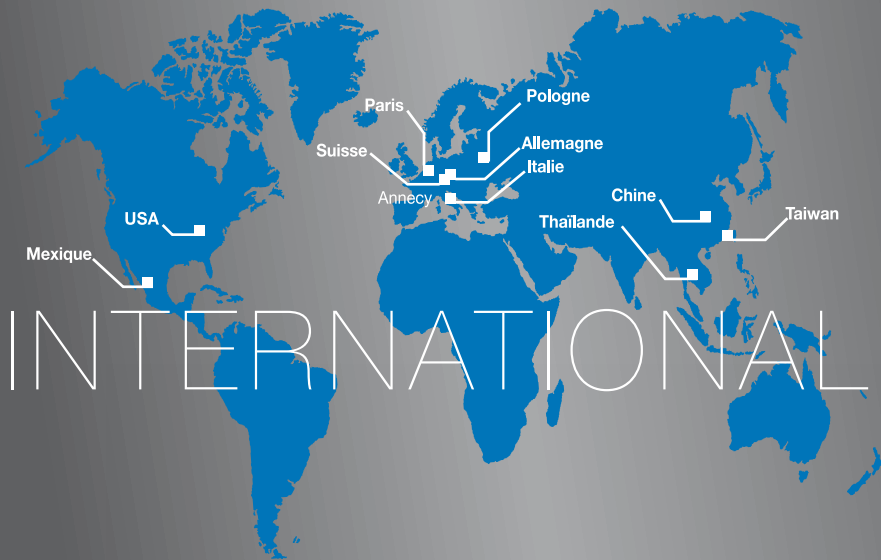 Pologne
Paris
Allemagne
Suisse
Italie
Annecy
Chine
Taiwan
USA
Thaïlande
Mexique
INTERNATIONAL